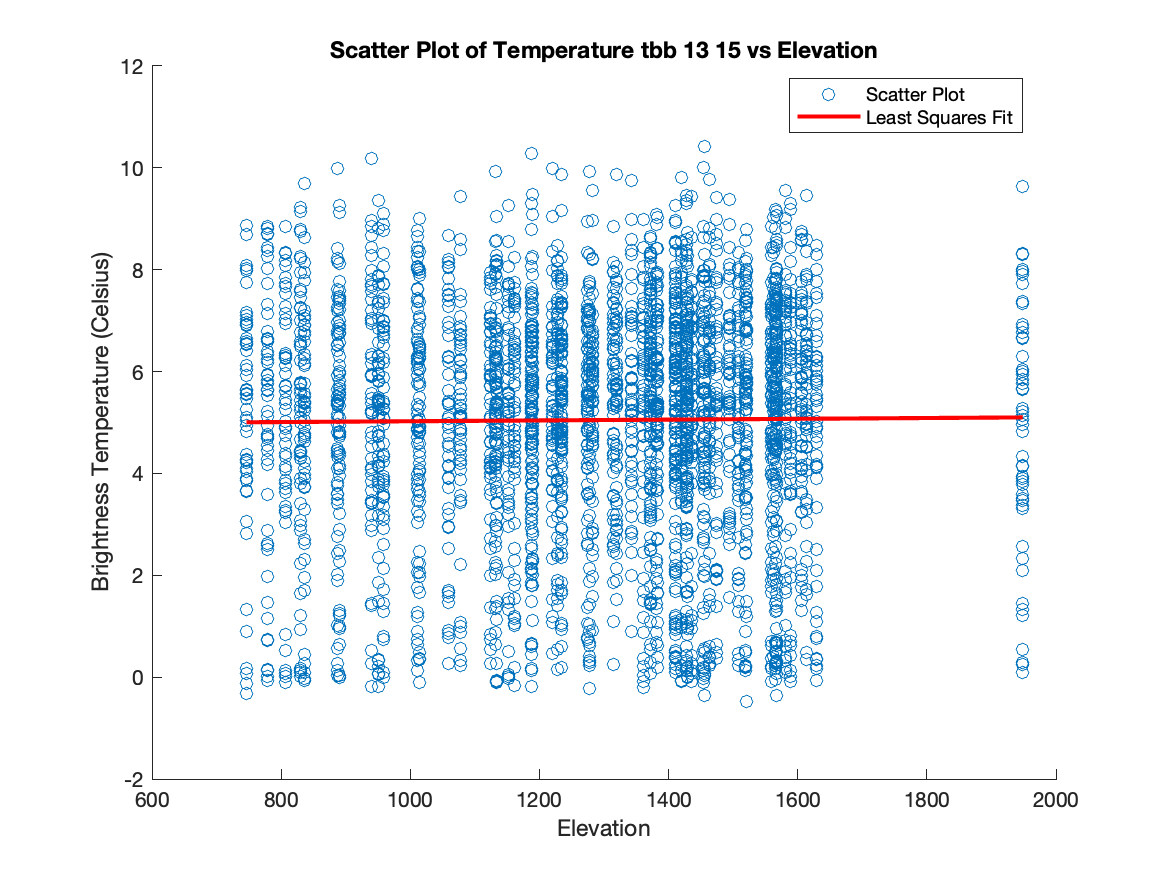 Scatter Plot of Temperature tbb 13 15 vs Elevation
Scatter Plot
Least Squares Fit
Brightness Temperature (Celsius)
12
10
8
6
4
2
0
-2
600 800 1000 1200 1400 1600 1800 2000
Elevation